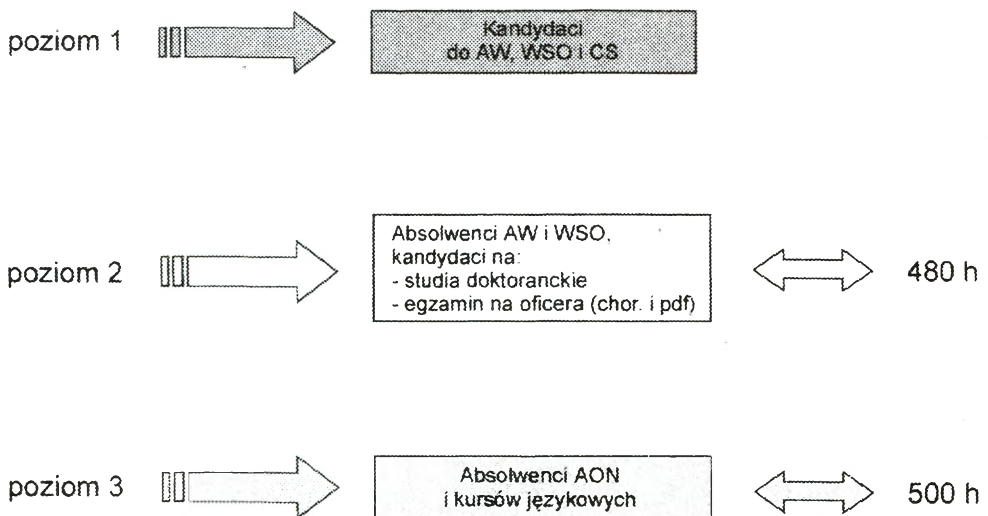 poziom 1
Kandydaci
do AW, WSO i CS
poziom 2
Absolwenci AW i WSO,
kandydaci na:
- studia doktoranckie
- egzamin na oficera (chor. i pdf)
480 h
poziom 3
Absolwenci AON
i kursów językowych
500 h